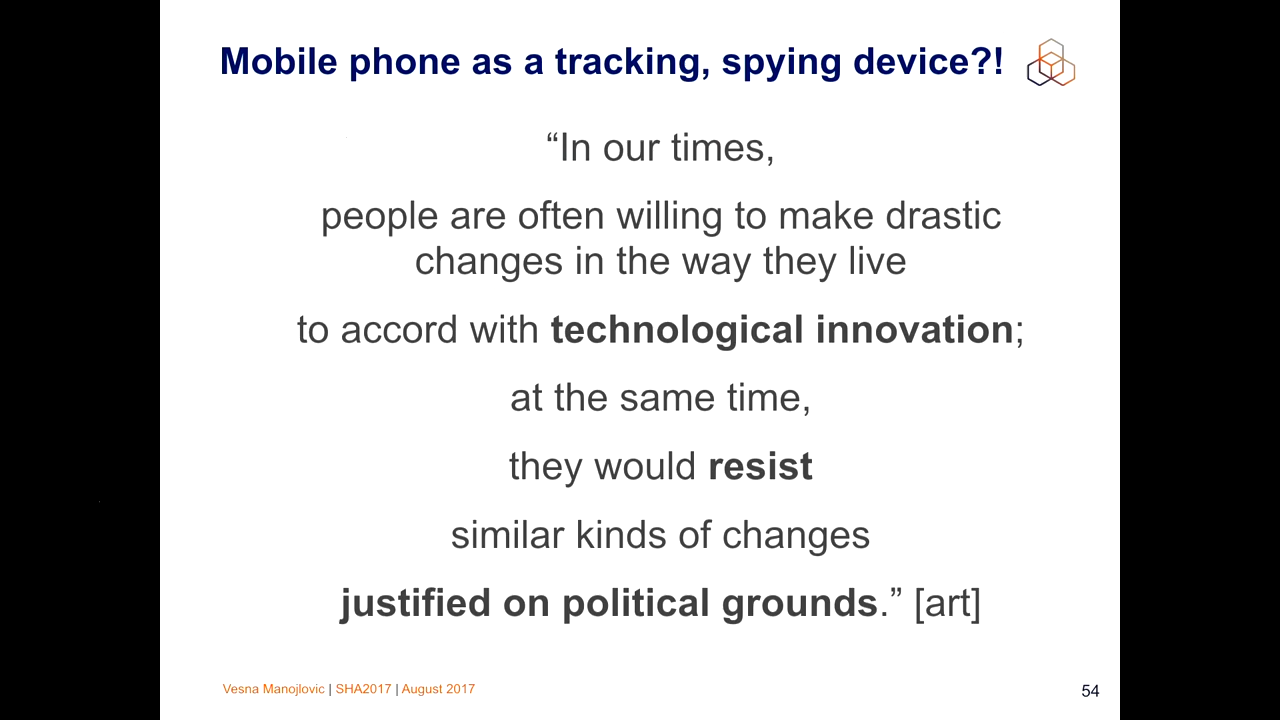 Mobile phone as a tracking, spying device?!
“In our times,
people are often willing to make drastic
changes in the way they live
to accord with technological innovation;
at the same time,
they would resist
similar kinds of changes
justified on political grounds.” [art]
Vesna Manojlovic | SHA2017 | August 2017
54